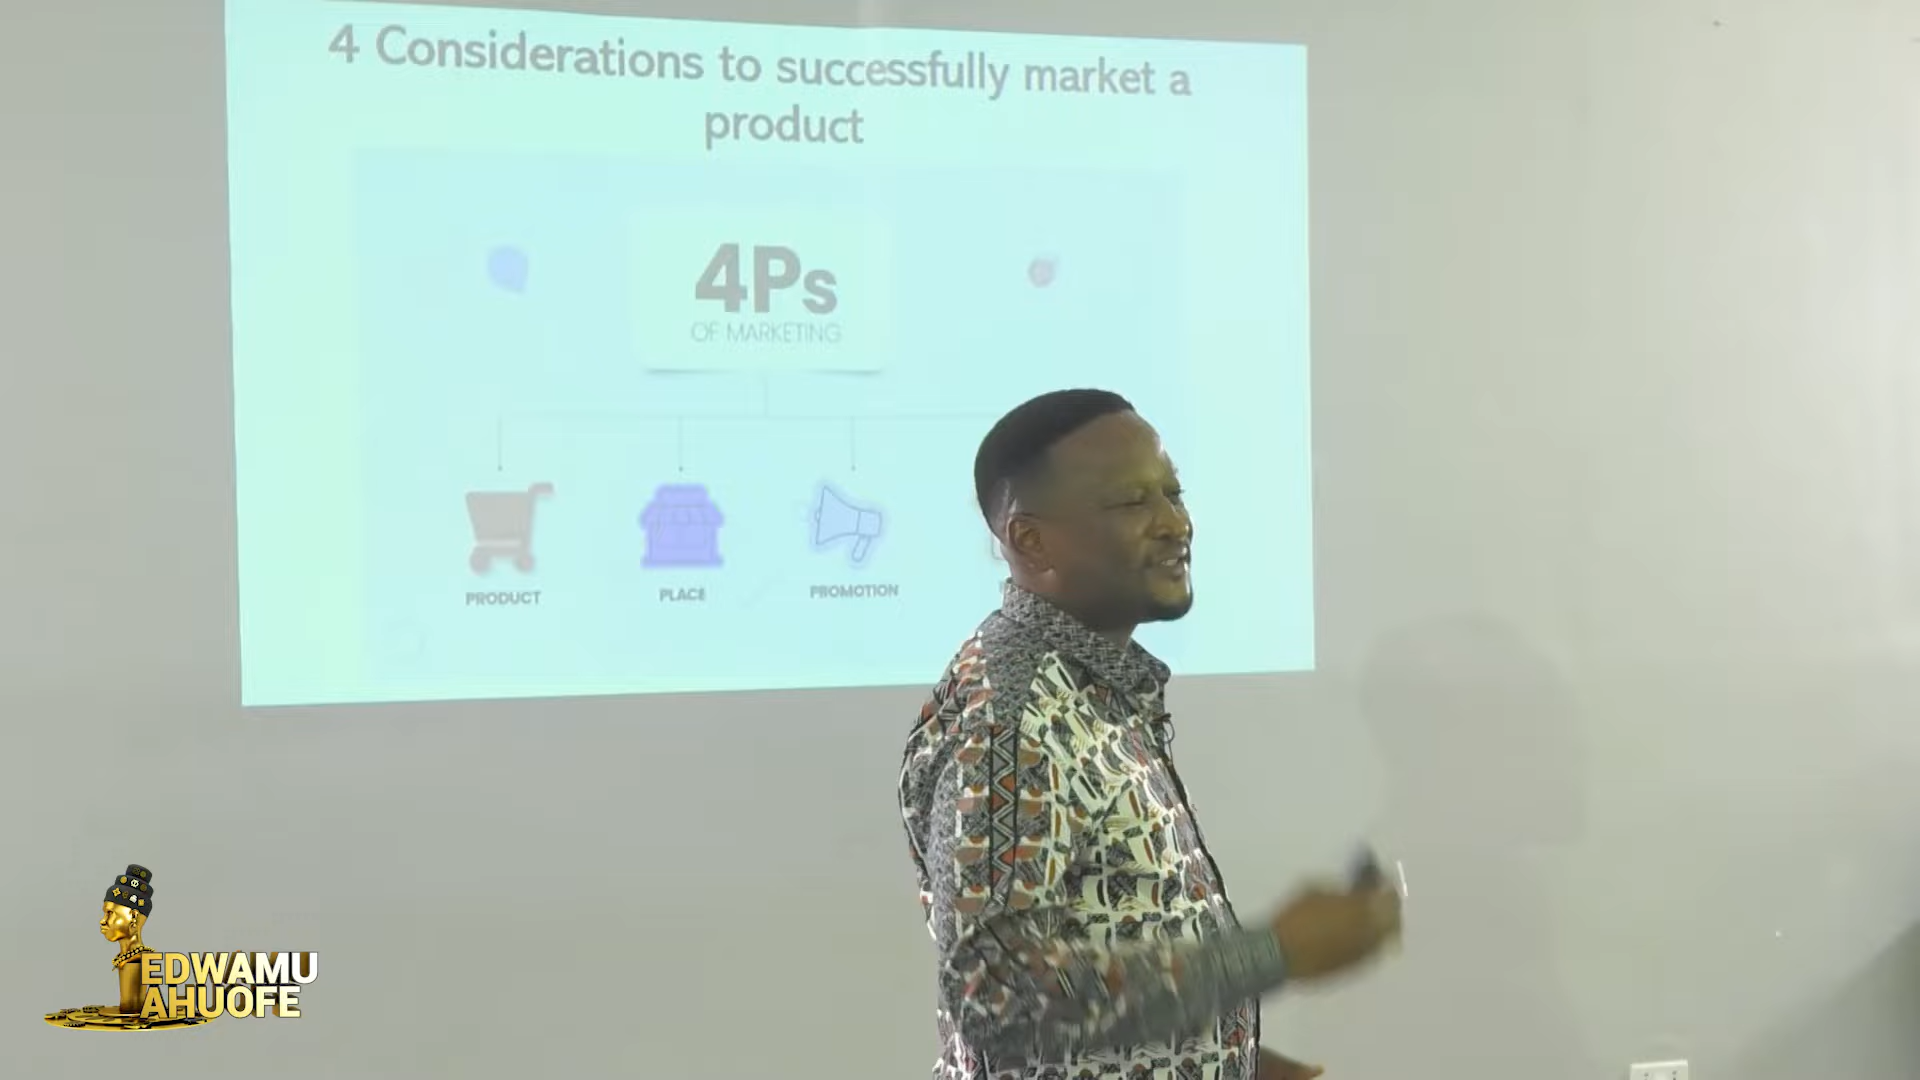 4 Considerations to successfully market a
product
4Ps
OF MARKETING
PRODUCT
PLACE
PROMOTION
EDWAMU
AHUOFE